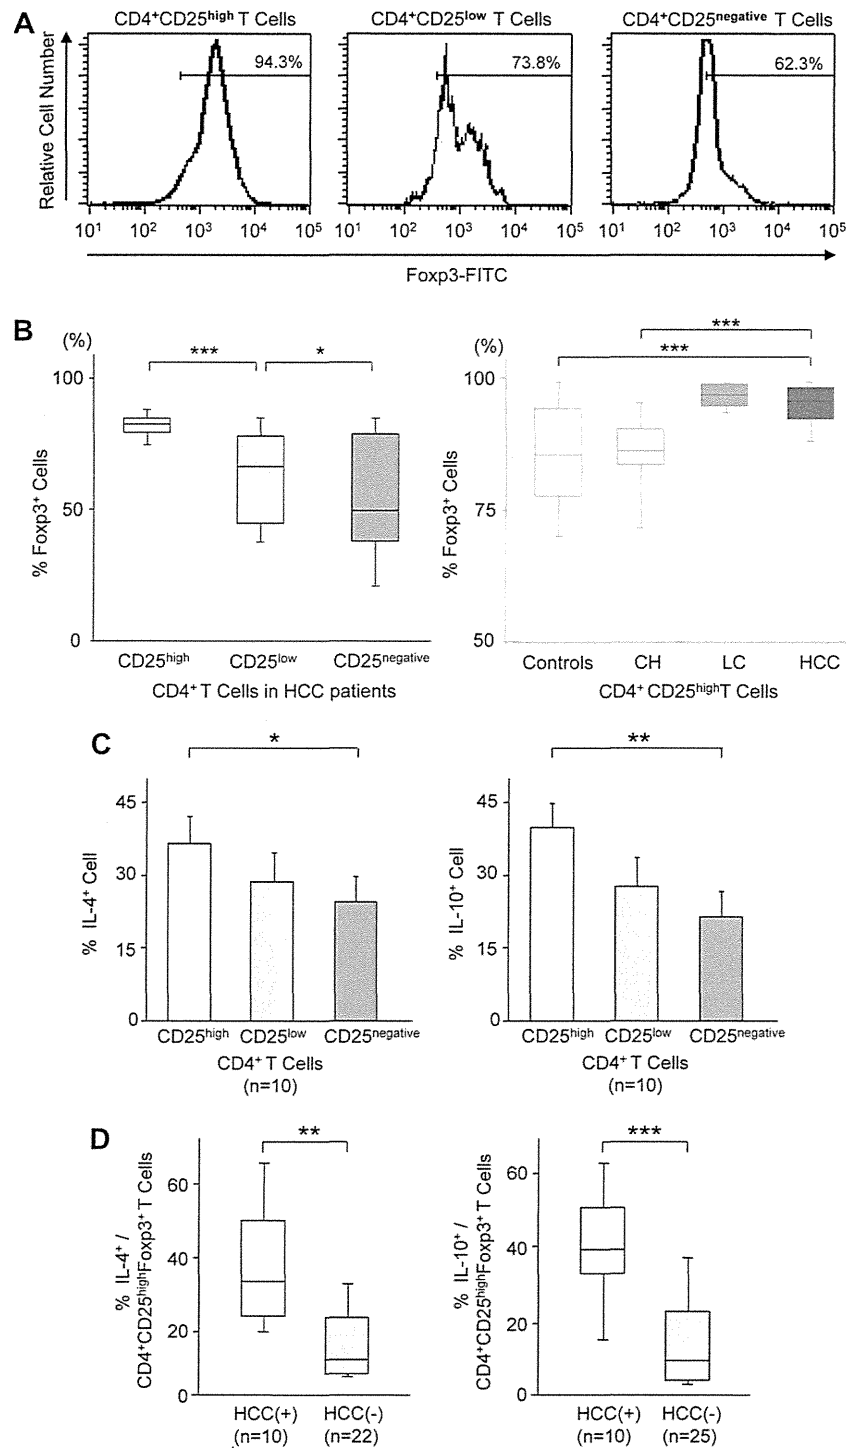 A
CD4⁺CD25ʰⁱᵍʰ T Cells
CD4⁺CD25ˡᵒʷ T Cells
CD4⁺CD25ⁿᵉᵍᵃᵗⁱᵛᵉ T Cells
Relative Cell Number
94.3%
73.8%
62.3%
10¹ 10² 10³ 10⁴ 10⁵
10¹ 10² 10³ 10⁴ 10⁵
10¹ 10² 10³ 10⁴ 10⁵
Foxp3-FITC
B
(%)
% Foxp3⁺ Cells
100
50
0
***
*
CD25ʰⁱᵍʰ
CD25ˡᵒʷ
CD25ⁿᵉᵍᵃᵗⁱᵛᵉ
CD4⁺ T Cells in HCC patients
(%)
% Foxp3⁺ Cells
100
75
50
***
***
Controls
CH
LC
HCC
CD4⁺ CD25ʰⁱᵍʰT Cells
C
% IL-4⁺ Cell
45
30
15
0
*
CD25ʰⁱᵍʰ
CD25ˡᵒʷ
CD25ⁿᵉᵍᵃᵗⁱᵛᵉ
CD4⁺ T Cells
(n=10)
% IL-10⁺ Cell
45
30
15
0
**
CD25ʰⁱᵍʰ
CD25ˡᵒʷ
CD25ⁿᵉᵍᵃᵗⁱᵛᵉ
CD4⁺ T Cells
(n=10)
D
% IL-4⁺ /
CD4⁺CD25ʰⁱᵍʰFoxp3⁺ T Cells
60
40
20
0
**
HCC(+)
(n=10)
HCC(-)
(n=22)
% IL-10⁺ /
CD4⁺CD25ʰⁱᵍʰFoxp3⁺ T Cells
60
40
20
0
***
HCC(+)
(n=10)
HCC(-)
(n=25)